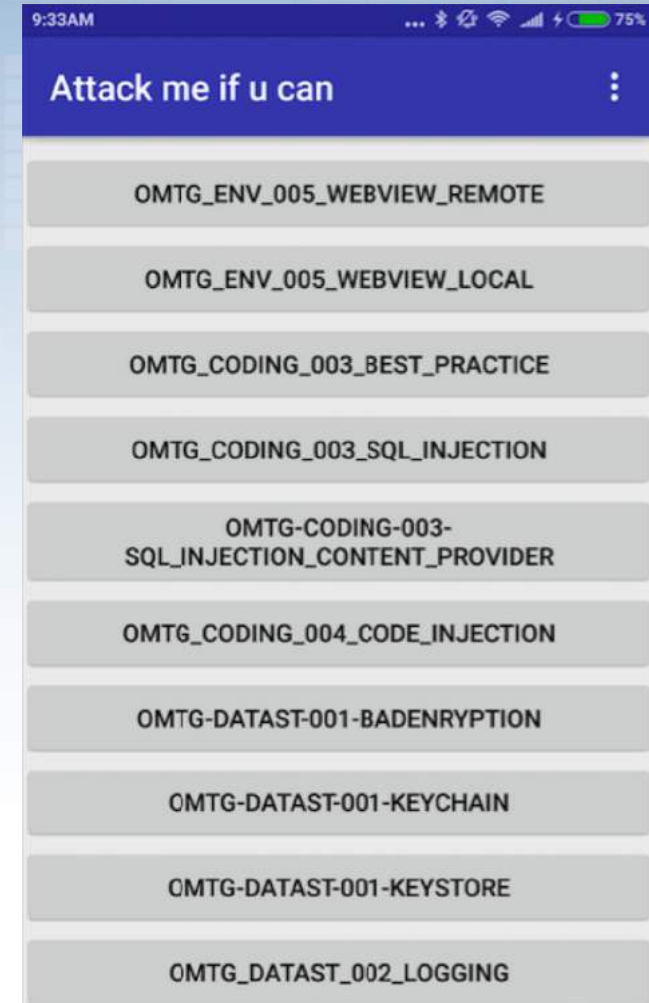 9:33AM
... 75%
Attack me if u can
OMTG_ENV_005_WEBVIEW_REMOTE
OMTG_ENV_005_WEBVIEW_LOCAL
OMTG_CODING_003_BEST_PRACTICE
OMTG_CODING_003_SQL_INJECTION
OMTG-CODING-003-
SQL_INJECTION_CONTENT_PROVIDER
OMTG_CODING_004_CODE_INJECTION
OMTG-DATAST-001-BADENRYPTION
OMTG-DATAST-001-KEYCHAIN
OMTG-DATAST-001-KEYSTORE
OMTG_DATAST_002_LOGGING